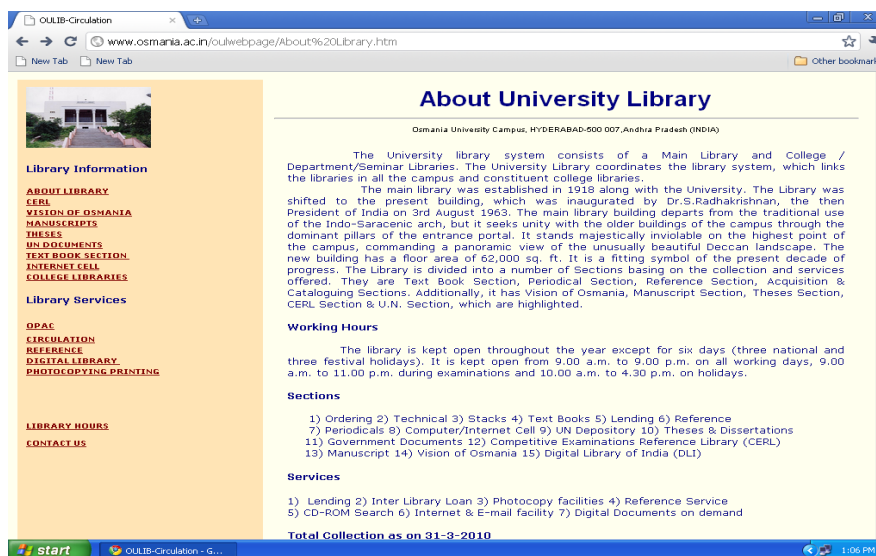 OULIB-Circulation
www.osmania.ac.in/oulwebpage/About%20Library.htm
New Tab
New Tab
Other bookmark
Library Information
ABOUT LIBRARY
CERL
VISION OF OSMANIA
MANUSCRIPTS
THESES
UN DOCUMENTS
TEXT BOOK SECTION
INTERNET CELL
COLLEGE LIBRARIES
Library Services
OPAC
CIRCULATION
REFERENCE
DIGITAL LIBRARY
PHOTOCOPYING PRINTING
LIBRARY HOURS
CONTACT US
About University Library
Osmania University Campus, HYDERABAD-500 007,Andhra Pradesh (INDIA)
The University library system consists of a Main Library and College /
Department/Seminar Libraries. The University Library coordinates the library system, which links
the libraries in all the campus and constituent college libraries.
The main library was established in 1918 along with the University. The Library was
shifted to the present building, which was inaugurated by Dr.S.Radhakrishnan, the then
President of India on 3rd August 1963. The main library building departs from the traditional use
of the Indo-Saracenic arch, but it seeks unity with the older buildings of the campus through the
dominant pillars of the entrance portal. It stands majestically inviolable on the highest point of
the campus, commanding a panoramic view of the unusually beautiful Deccan landscape. The
new building has a floor area of 62,000 sq. ft. It is a fitting symbol of the present decade of
progress. The Library is divided into a number of Sections basing on the collection and services
offered. They are Text Book Section, Periodical Section, Reference Section, Acquisition &
Cataloguing Sections. Additionally, it has Vision of Osmania, Manuscript Section, Theses Section,
CERL Section & U.N. Section, which are highlighted.
Working Hours
The library is kept open throughout the year except for six days (three national and
three festival holidays). It is kept open from 9.00 a.m. to 9.00 p.m. on all working days, 9.00
a.m. to 11.00 p.m. during examinations and 10.00 a.m. to 4.30 p.m. on holidays.
Sections
1) Ordering 2) Technical 3) Stacks 4) Text Books 5) Lending 6) Reference
7) Periodicals 8) Computer/Internet Cell 9) UN Depository 10) Theses & Dissertations
11) Government Documents 12) Competitive Examinations Reference Library (CERL)
13) Manuscript 14) Vision of Osmania 15) Digital Library of India (DLI)
Services
1) Lending 2) Inter Library Loan 3) Photocopy facilities 4) Reference Service
5) CD-ROM Search 6) Internet & E-mail facility 7) Digital Documents on demand
Total Collection as on 31-3-2010
start
OULIB-Circulation - G...
1:06 PM